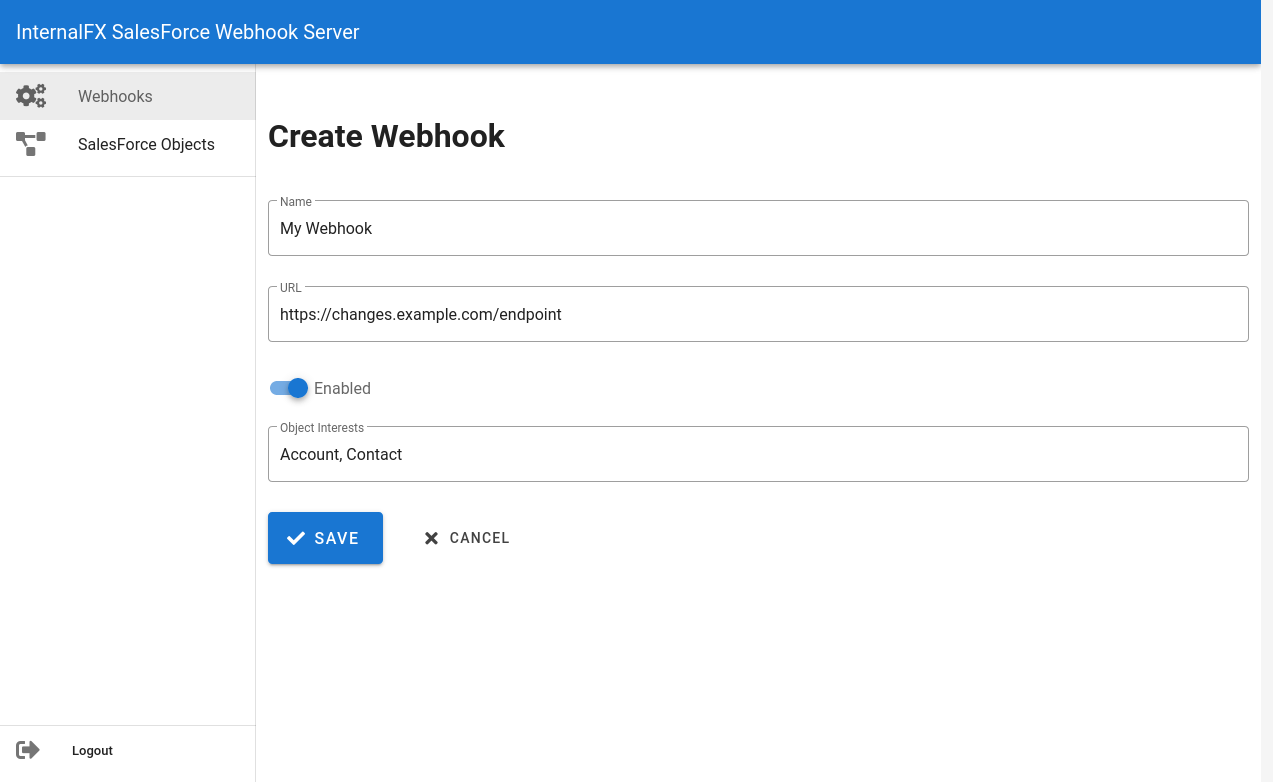 InternalFX SalesForce Webhook Server
Webhooks
SalesForce Objects
Create Webhook
Name
My Webhook
URL
https://changes.example.com/endpoint
Enabled
Object Interests
Account, Contact
SAVE
CANCEL
Logout